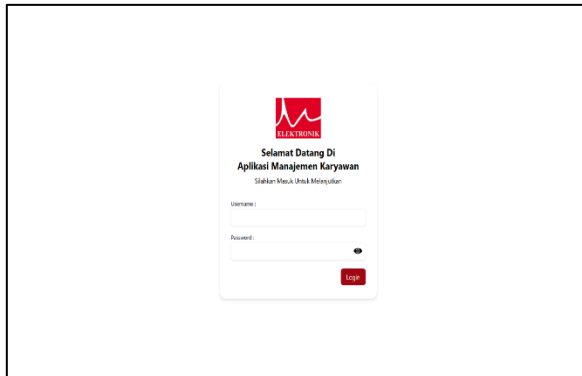 ELEKTRONIK
Selamat Datang Di
Aplikasi Manajemen Karyawan
Silahkan Masuk Untuk Melanjutkan
Username :
Password :
Login